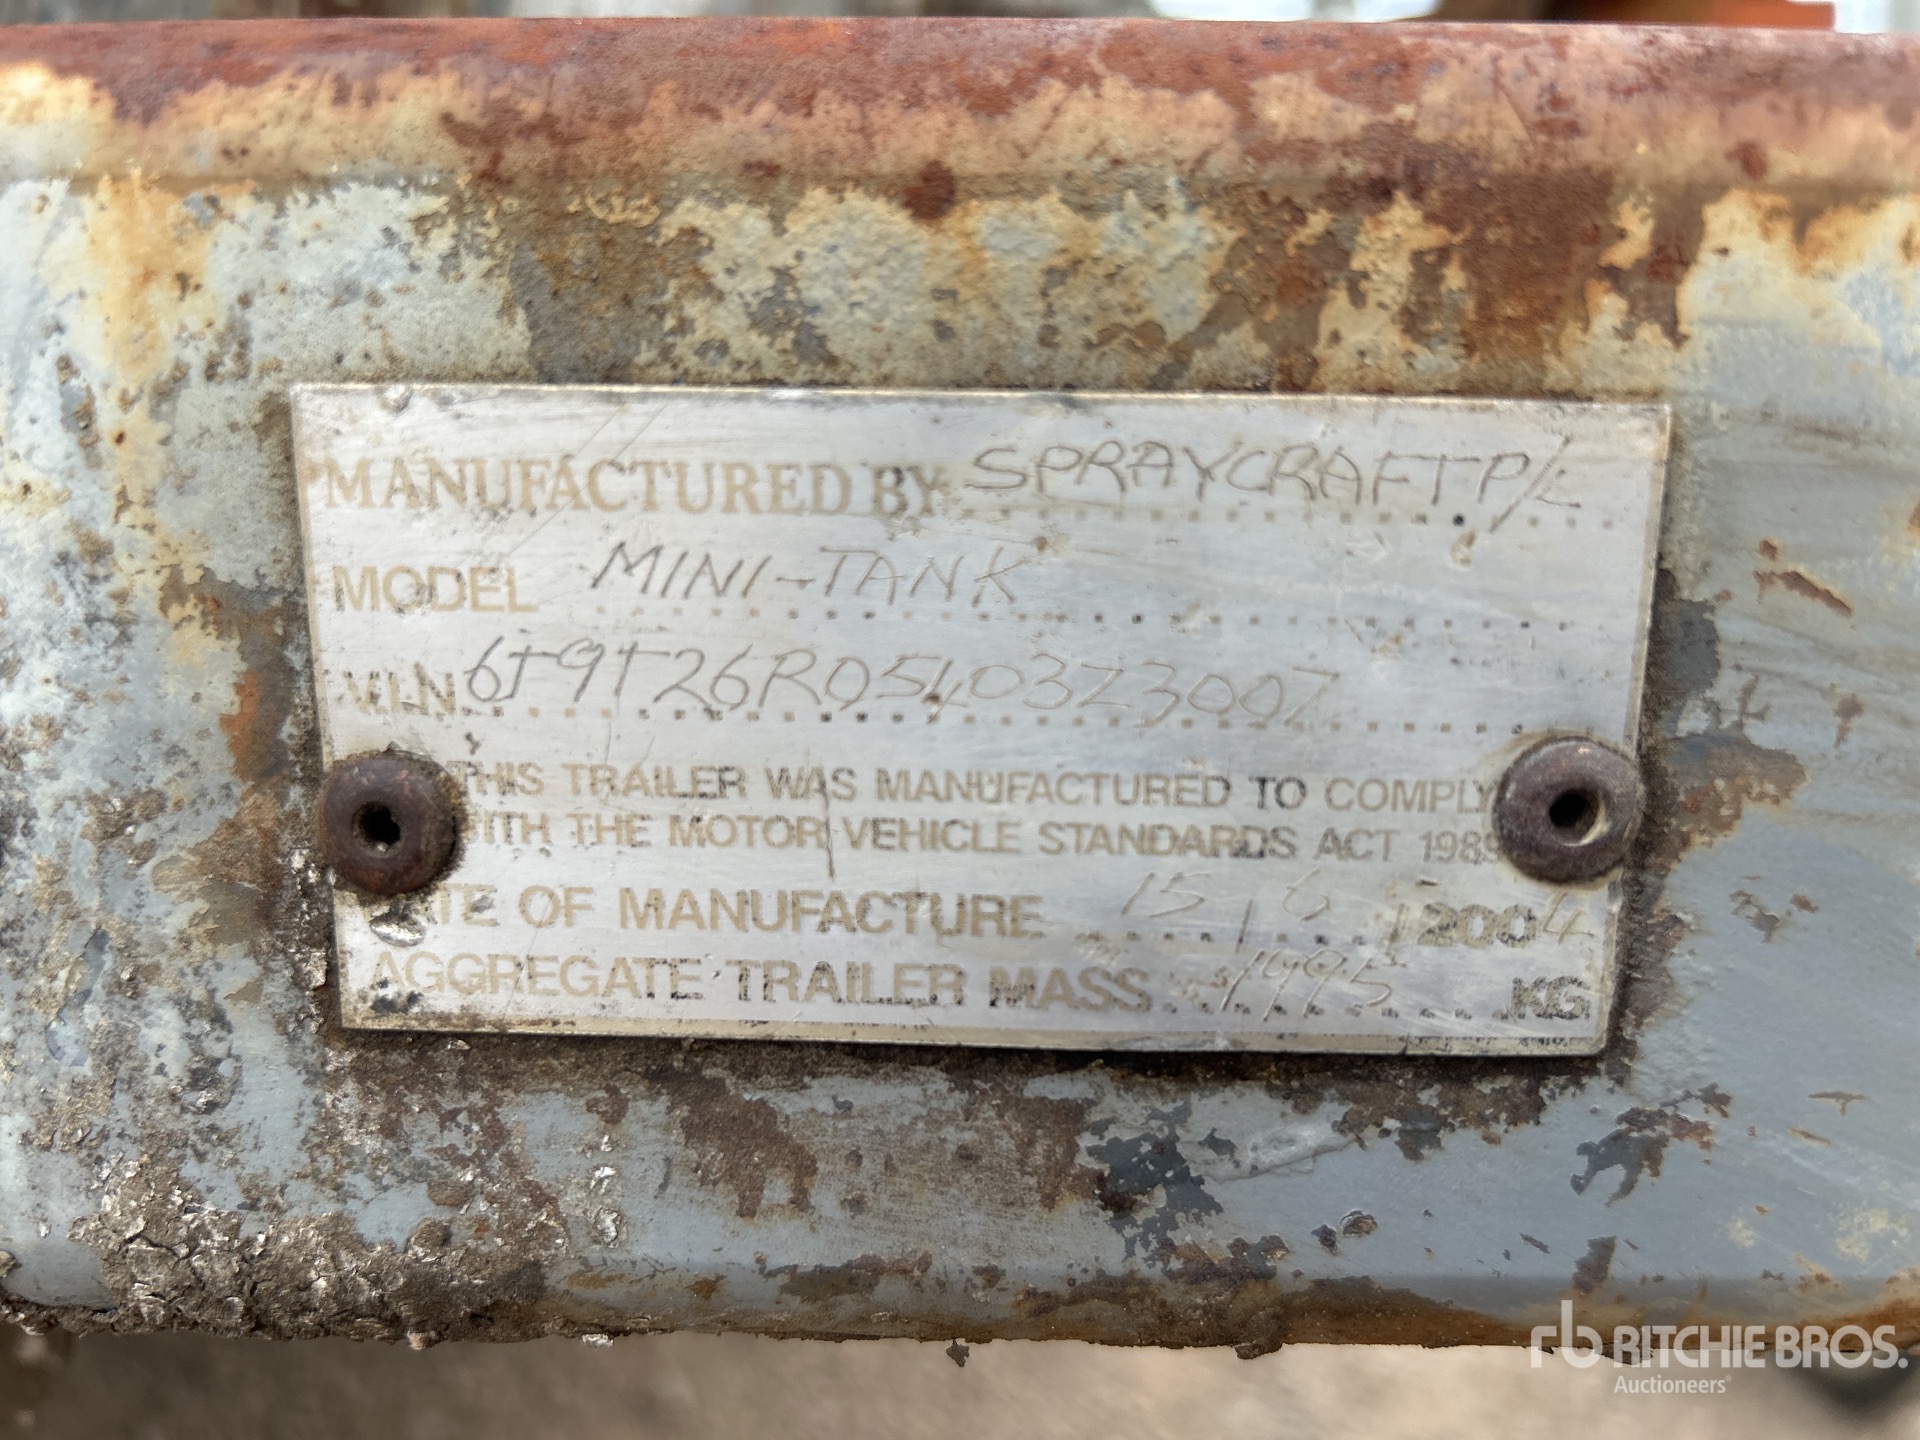 MANUFACTURED BY SPRAYCRAFT P/L
MODEL MINI-TANK
V.I.N.
THIS TRAILER WAS MANUFACTURED TO COMPLY
WITH THE MOTOR VEHICLE STANDARDS ACT 1989
DATE OF MANUFACTURE 15 / 6 / 2004
AGGREGATE TRAILER MASS 1995 KG
rb RITCHIE BROS.
Auctioneers